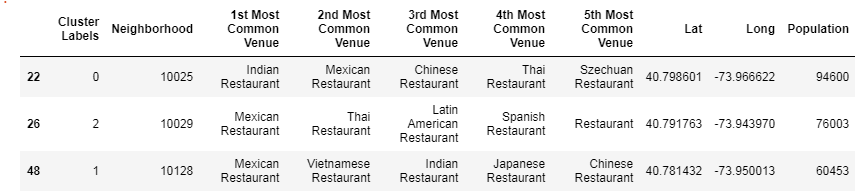 Cluster Labels Neighborhood 1st Most Common Venue 2nd Most Common Venue 3rd Most Common Venue 4th Most Common Venue 5th Most Common Venue Lat Long Population
22 0 10025 Indian Restaurant Mexican Restaurant Chinese Restaurant Thai Restaurant Szechuan Restaurant 40.798601 -73.966622 94600
26 2 10029 Mexican Restaurant Thai Restaurant Latin American Restaurant Spanish Restaurant Restaurant 40.791763 -73.943970 76003
48 1 10128 Mexican Restaurant Vietnamese Restaurant Indian Restaurant Japanese Restaurant Chinese Restaurant 40.781432 -73.950013 60453